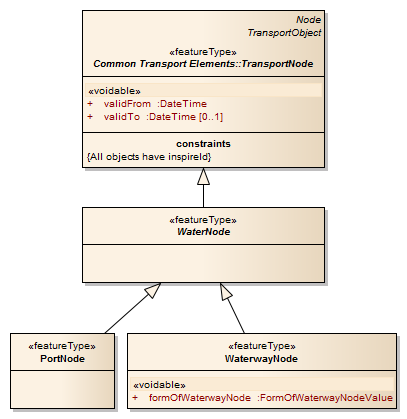 Node
TransportObject
«featureType»
Common Transport Elements::TransportNode
«voidable»
+ validFrom :DateTime
+ validTo :DateTime [0..1]
constraints
{All objects have inspireId}
«featureType»
WaterNode
«featureType»
PortNode
«featureType»
WaterwayNode
«voidable»
+ formOfWaterwayNode :FormOfWaterwayNodeValue